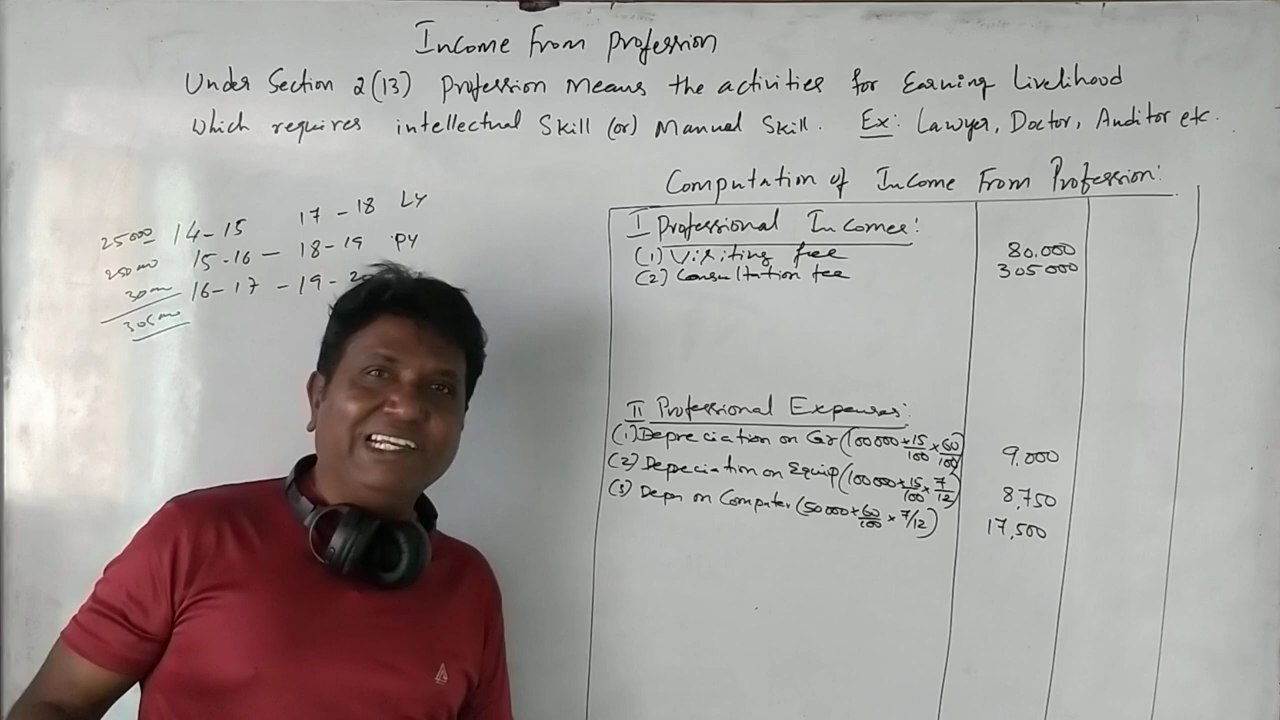 Income From Profession
Under Section 2(13) Profession Means the activities for Earning Livelihood
Which requires intellectual Skill (or) Manual Skill. Ex: Lawyer, Doctor, Auditor etc.
Computation of Income From Profession:
25000 14-15 17-18 LY
250000 15-16 - 18-19 PY
30000 16-17 - 19-20
305000
I Professional Incomes:
(1) Visiting fee 80.000
(2) Consultation fee 305000
II Professional Expenses:
(1) Depreciation on Car (100000×15/100×60/100) 9.000
(2) Depeciation on Equip (100000×15/100×7/12) 8,750
(3) Depn on Computer (50000×60/100×7/12) 17,500